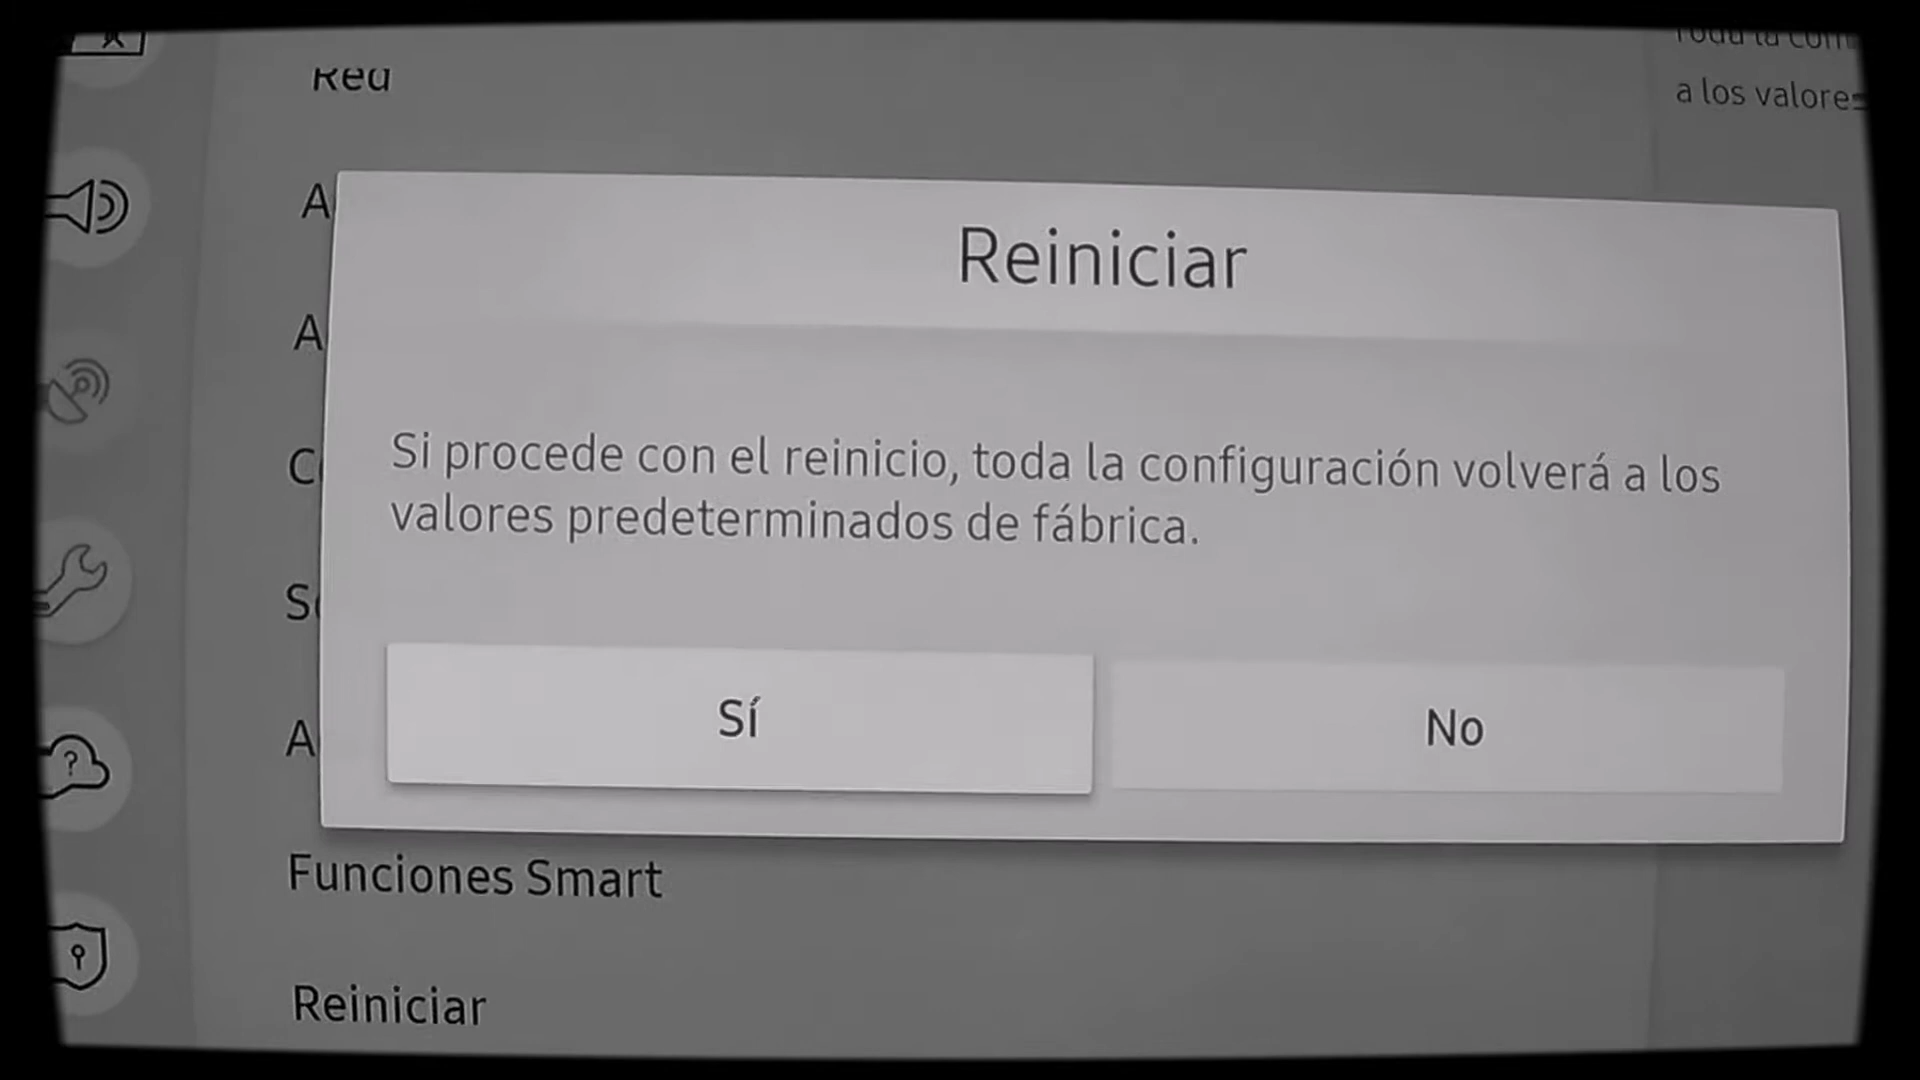 Red
a los valores
Reiniciar
Si procede con el reinicio, toda la configuración volverá a los
valores predeterminados de fábrica.
Sí
No
Funciones Smart
Reiniciar